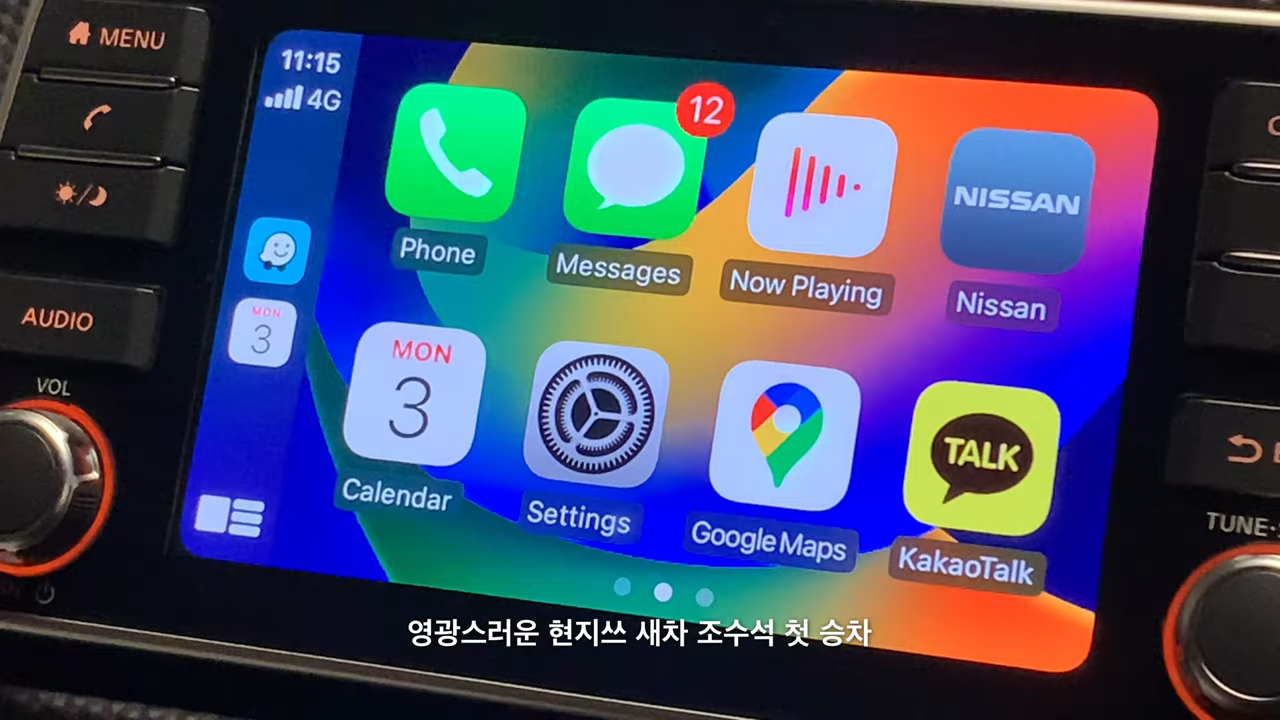 MENU
AUDIO
VOL
11:15
4G
MON
3
12
NISSAN
Phone
Messages
Now Playing
Nissan
MON
3
TALK
Calendar
Settings
Google Maps
KakaoTalk
TUNE
영광스러운 현지쓰 새차 조수석 첫 승차